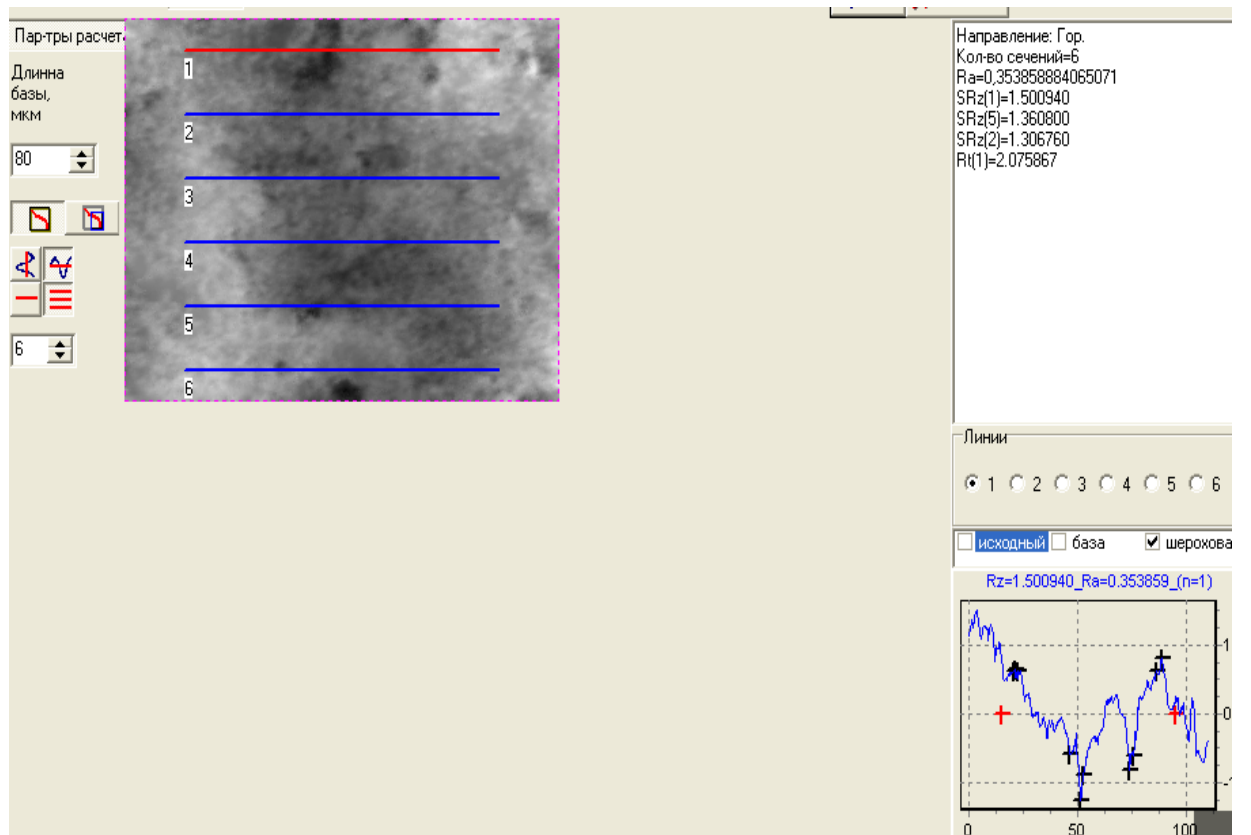 Пар-тры расчет
Длинна
базы,
мкм
80
6
1
2
3
4
5
6
Направление: Гор.
Кол-во сечений=6
Ra=0,353858884065071
SRz(1)=1.500940
SRz(5)=1.360800
SRz(2)=1.306760
Rt(1)=2.075867
Линии
1 2 3 4 5 6
исходный база шерохова
Rz=1.500940_Ra=0.353859_(n=1)
1
0
-1
0 50 100